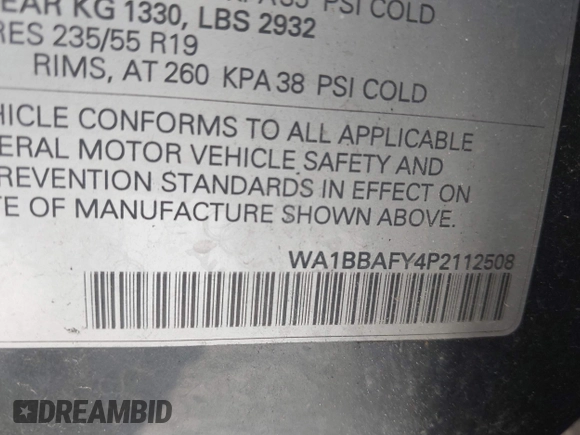 PSI COLD
EAR KG 1330, LBS 2932
RES 235/55 R19
RIMS, AT 260 KPA 38 PSI COLD
HICLE CONFORMS TO ALL APPLICABLE
ERAL MOTOR VEHICLE SAFETY AND
REVENTION STANDARDS IN EFFECT ON
TE OF MANUFACTURE SHOWN ABOVE.
WA1BBAFY4P2112508
DREAMBID